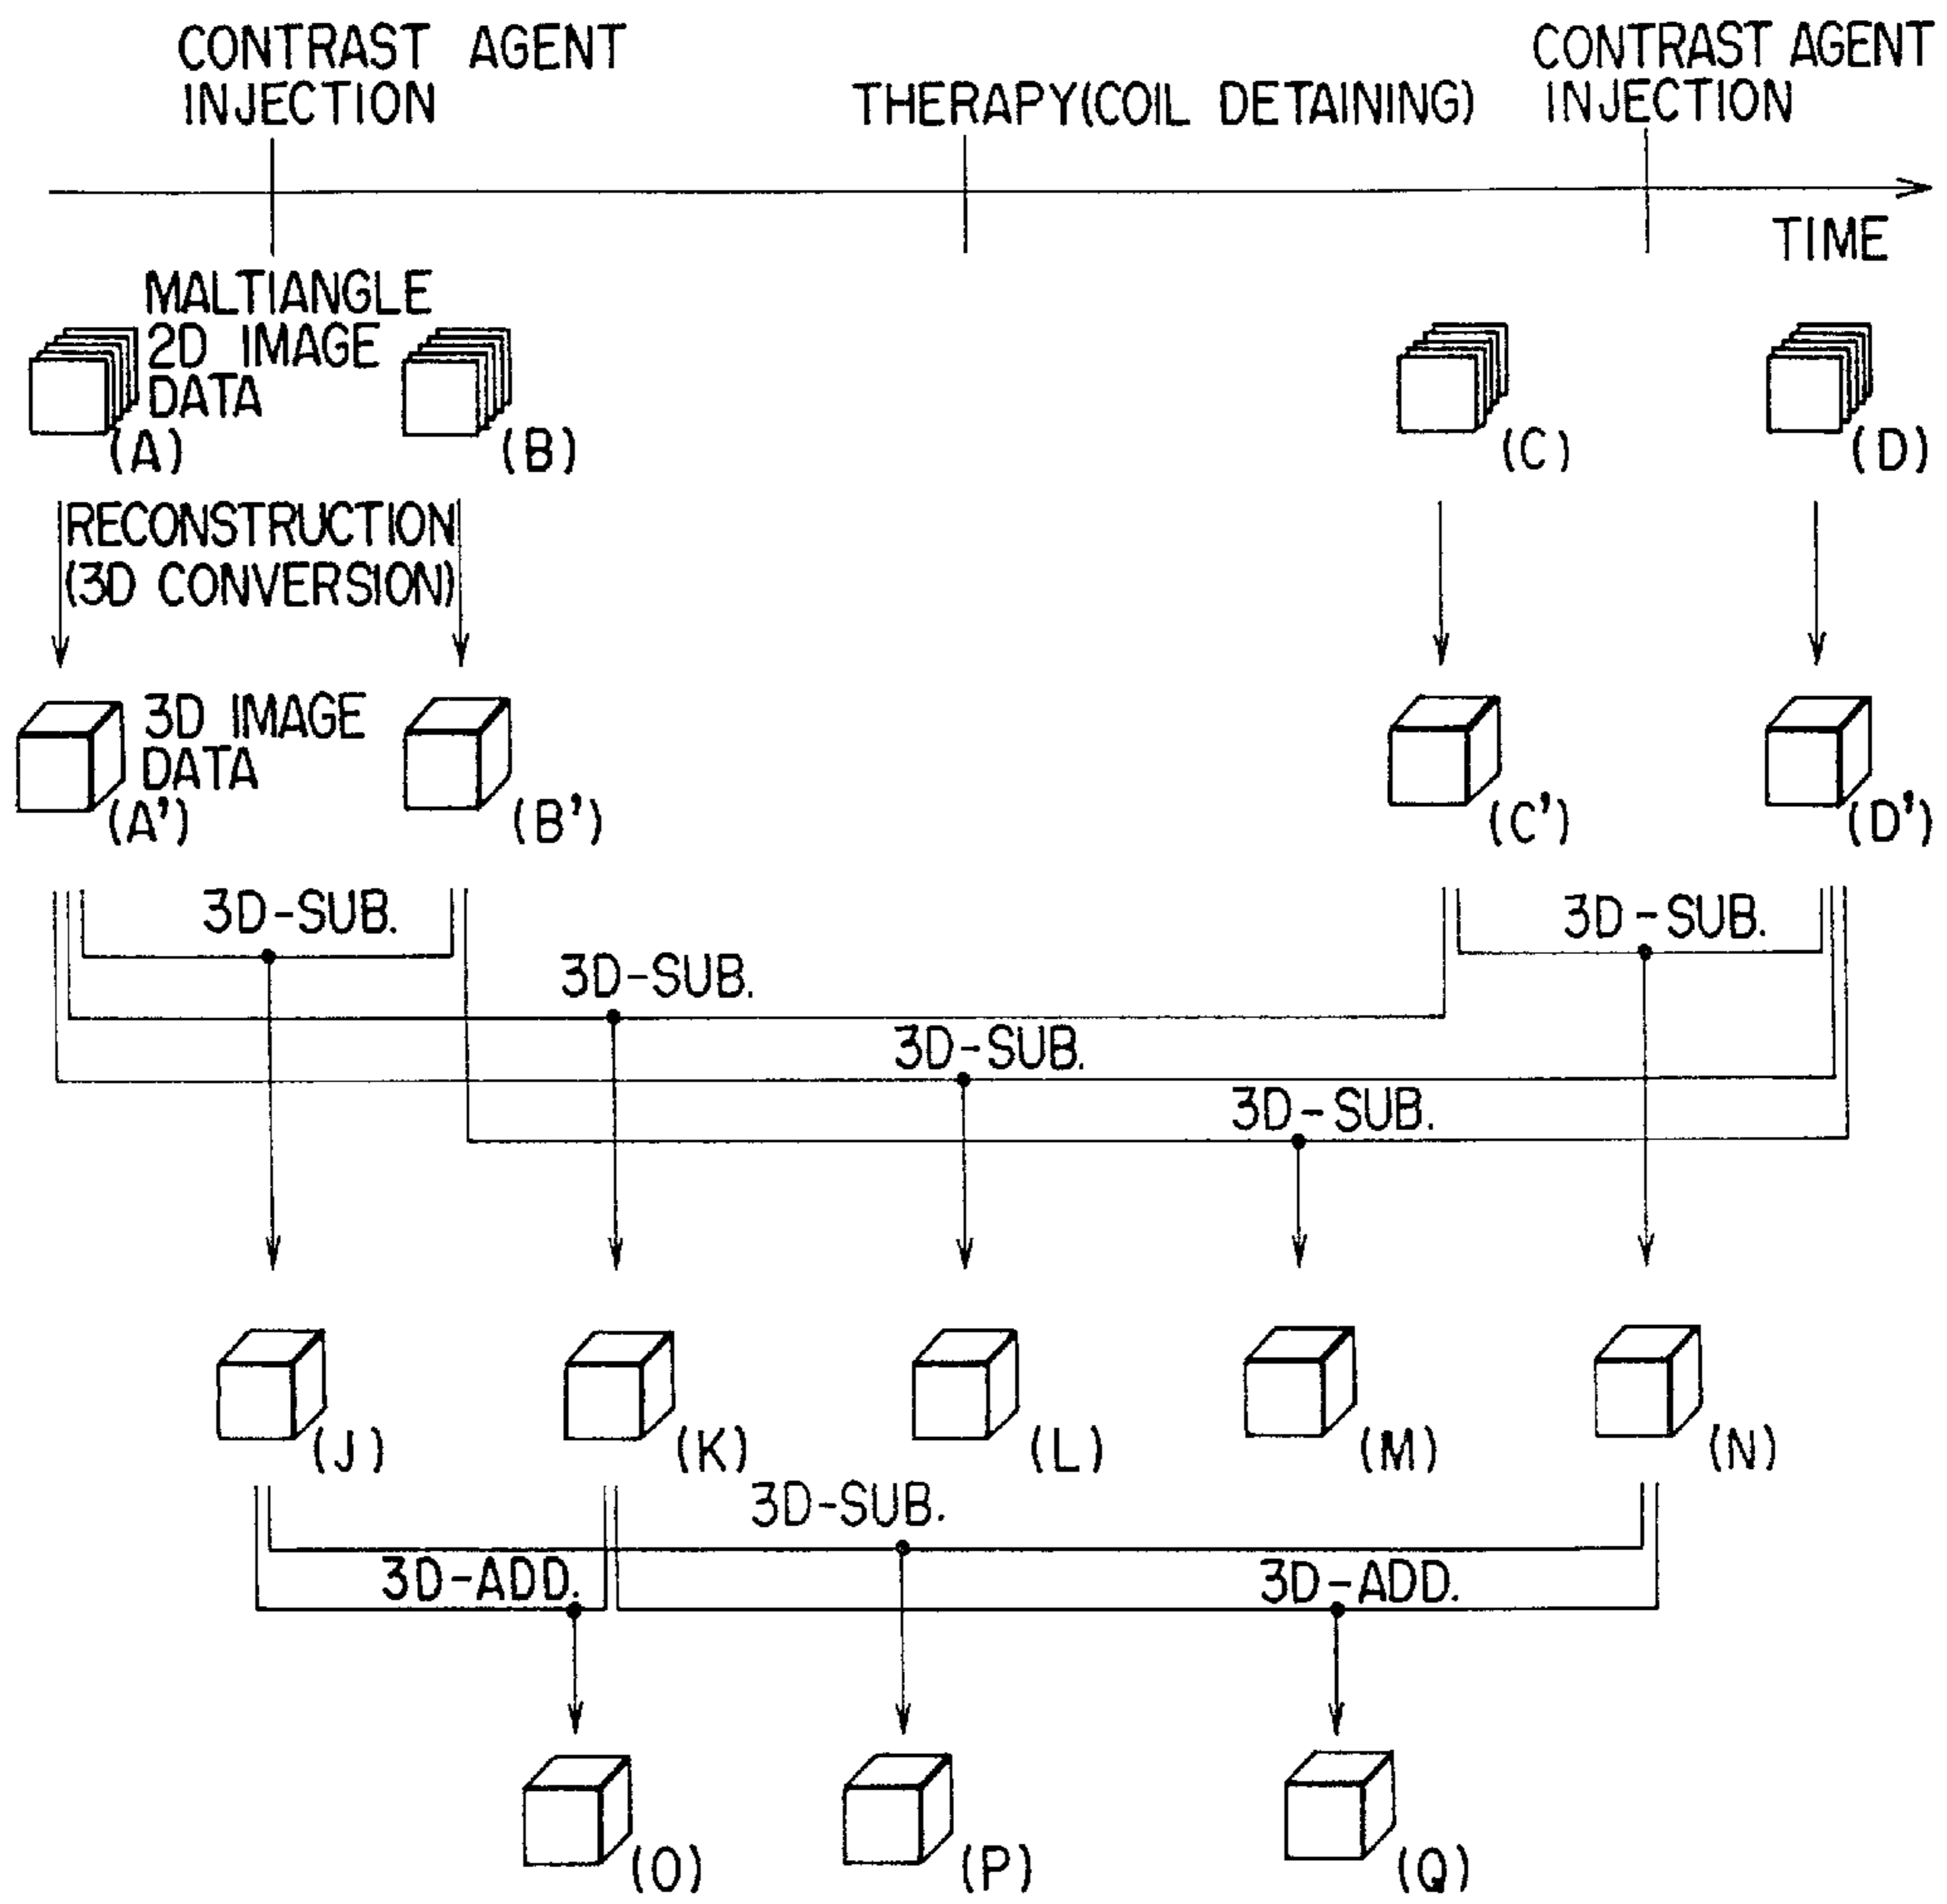 CONTRAST AGENT
INJECTION
THERAPY(COIL DETAINING)
CONTRAST AGENT
INJECTION
TIME
MALTIANGLE
2D IMAGE
DATA
(A)
(B)
(C)
(D)
RECONSTRUCTION
(3D CONVERSION)
3D IMAGE
DATA
(A')
(B')
(C')
(D')
3D-SUB.
3D-SUB.
3D-SUB.
3D-SUB.
3D-SUB.
(J)
(K)
(L)
(M)
(N)
3D-SUB.
3D-ADD.
3D-ADD.
(O)
(P)
(Q)